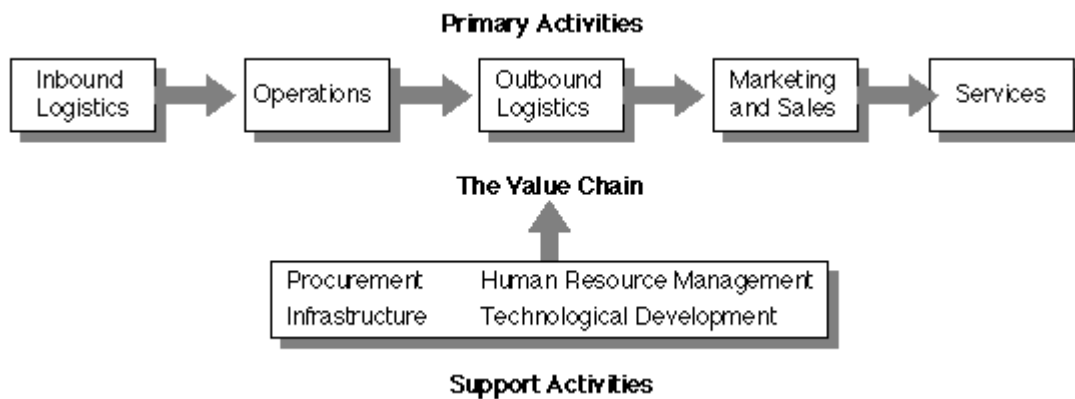 Primary Activities
Inbound
Logistics
Operations
Outbound
Logistics
Marketing
and Sales
Services
The Value Chain
Procurement Human Resource Management
Infrastructure Technological Development
Support Activities